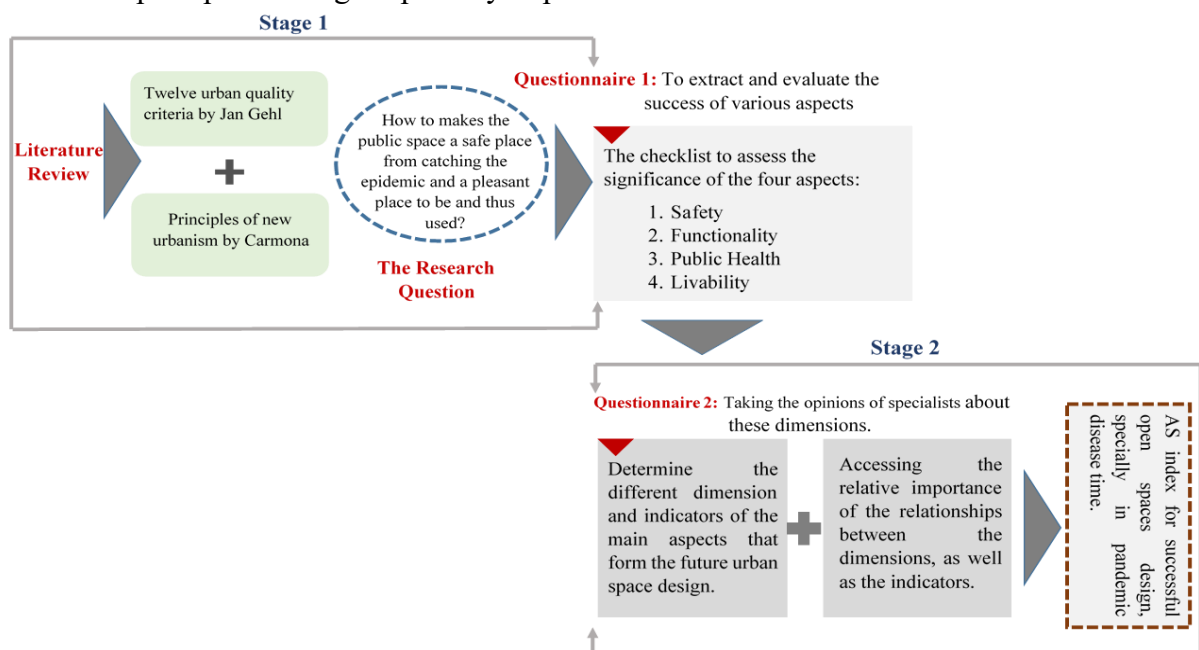 Stage 1
Literature
Review
Twelve urban quality
criteria by Jan Gehl
Principles of new
urbanism by Carmona
How to makes the
public space a safe place
from catching the
epidemic and a pleasant
place to be and thus
used?
The Research
Question
Questionnaire 1: To extract and evaluate the
success of various aspects
The checklist to assess the
significance of the four aspects:
1. Safety
2. Functionality
3. Public Health
4. Livability
Stage 2
Questionnaire 2: Taking the opinions of specialists about
these dimensions.
Determine the
different dimension
and indicators of the
main aspects that
form the future urban
space design.
Accessing the
relative importance
of the relationships
between the
dimensions, as well
as the indicators.
AS index for successful
open spaces design,
specially in pandemic
disease time.